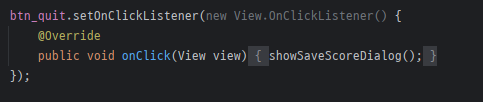 btn_quit.setOnClickListener(new View.OnClickListener() {
@Override
public void onClick(View view) { showSaveScoreDialog(); }
});